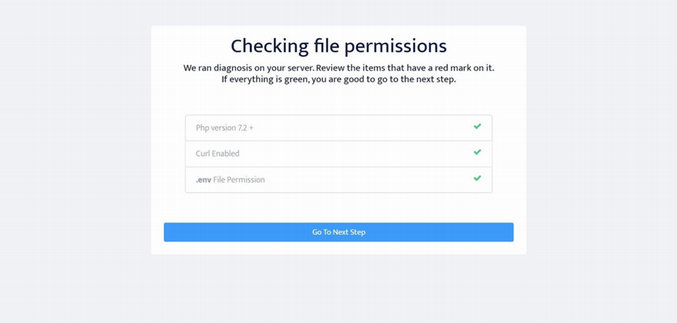 Checking file permissions
We ran diagnosis on your server. Review the items that have a red mark on it.
If everything is green, you are good to go to the next step.
Php version 7.2 +
Curl Enabled
.env File Permission
Go To Next Step